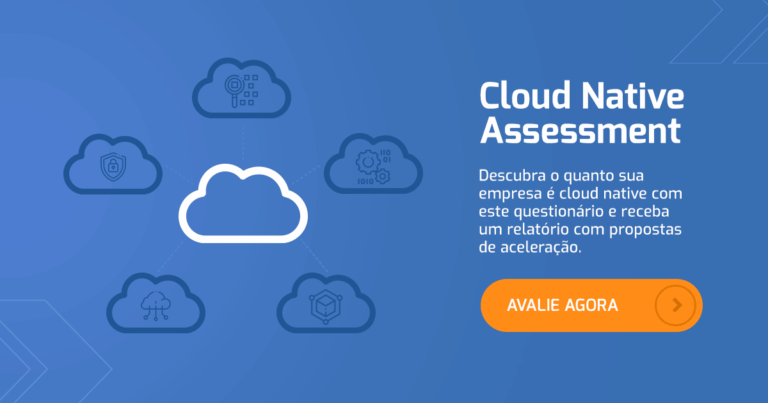 Cloud Native
Assessment
Descubra o quanto sua
empresa é cloud native com
este questionário e receba
um relatório com propostas
de aceleração.
AVALIE AGORA